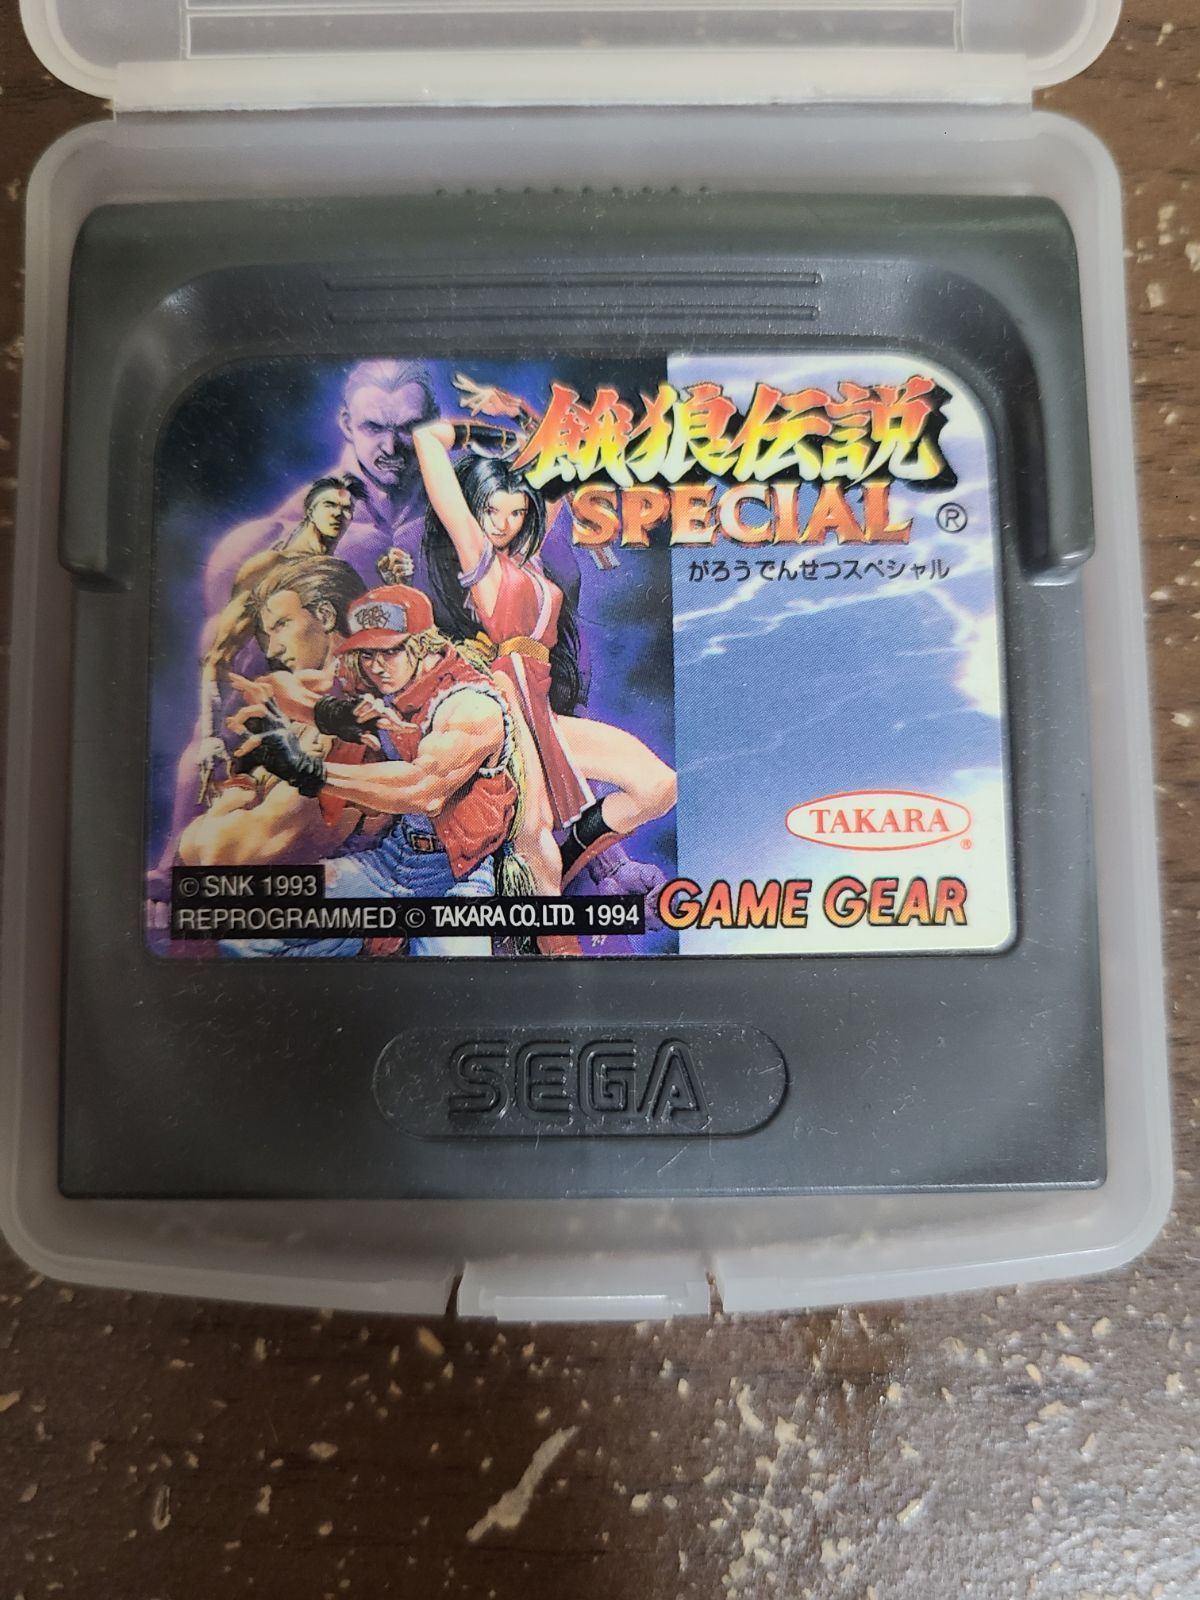 餓狼伝説
SPECIAL ®
がろうでんせつスペシャル
TAKARA ®
© SNK 1993
REPROGRAMMED © TAKARA CO., LTD. 1994
GAME GEAR
SEGA